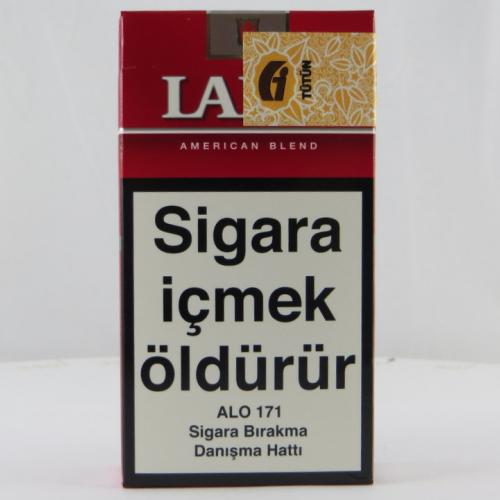 TÜTÜN
AMERICAN BLEND
Sigara
içmek
öldürür
ALO 171
Sigara Bırakma
Danışma Hattı